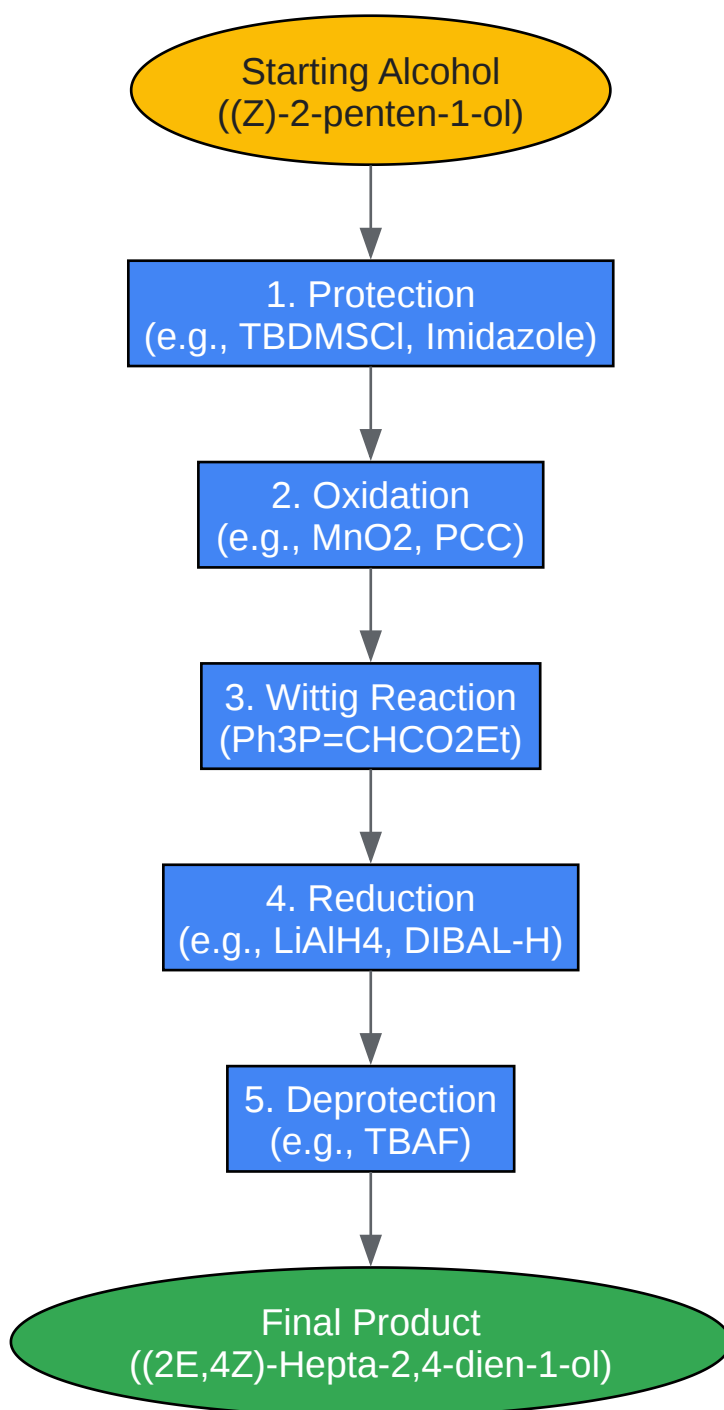 Starting Alcohol
((Z)-2-penten-1-ol)
1. Protection
(e.g., TBDMSCl, Imidazole)
2. Oxidation
(e.g., MnO2, PCC)
3. Wittig Reaction
(Ph3P=CHCO2Et)
4. Reduction
(e.g., LiAlH4, DIBAL-H)
5. Deprotection
(e.g., TBAF)
Final Product
((2E,4Z)-Hepta-2,4-dien-1-ol)